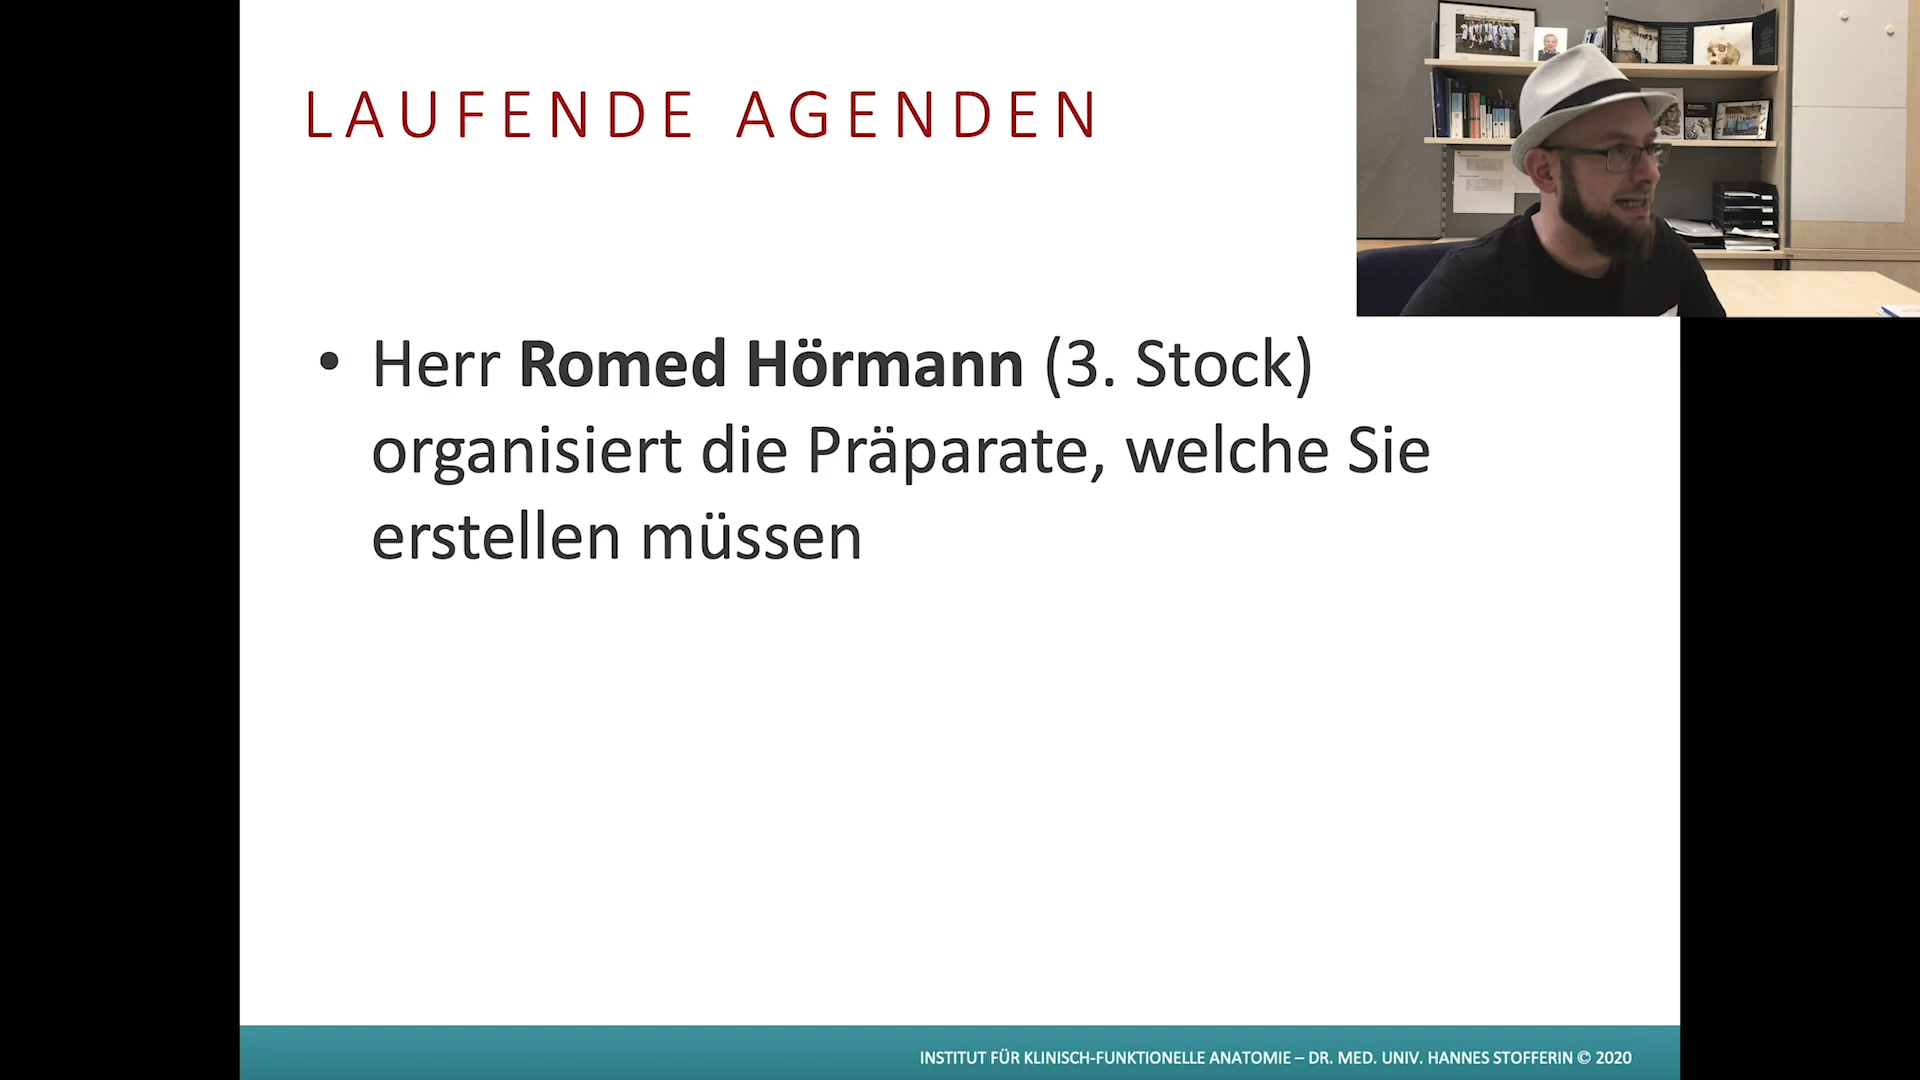 LAUFENDE AGENDEN
• Herr Romed Hörmann (3. Stock)
organisiert die Präparate, welche Sie
erstellen müssen
INSTITUT FÜR KLINISCH-FUNKTIONELLE ANATOMIE – DR. MED. UNIV. HANNES STOFFERIN © 2020